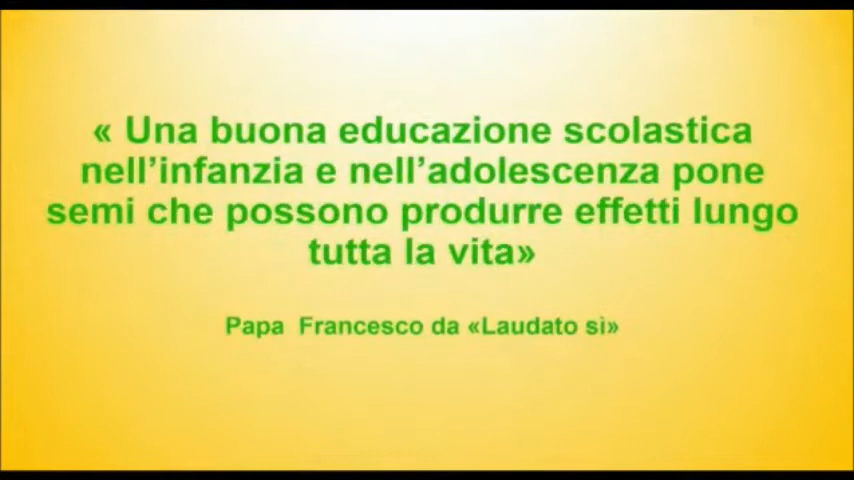 « Una buona educazione scolastica
nell’infanzia e nell’adolescenza pone
semi che possono produrre effetti lungo
tutta la vita»
Papa Francesco da «Laudato sì»